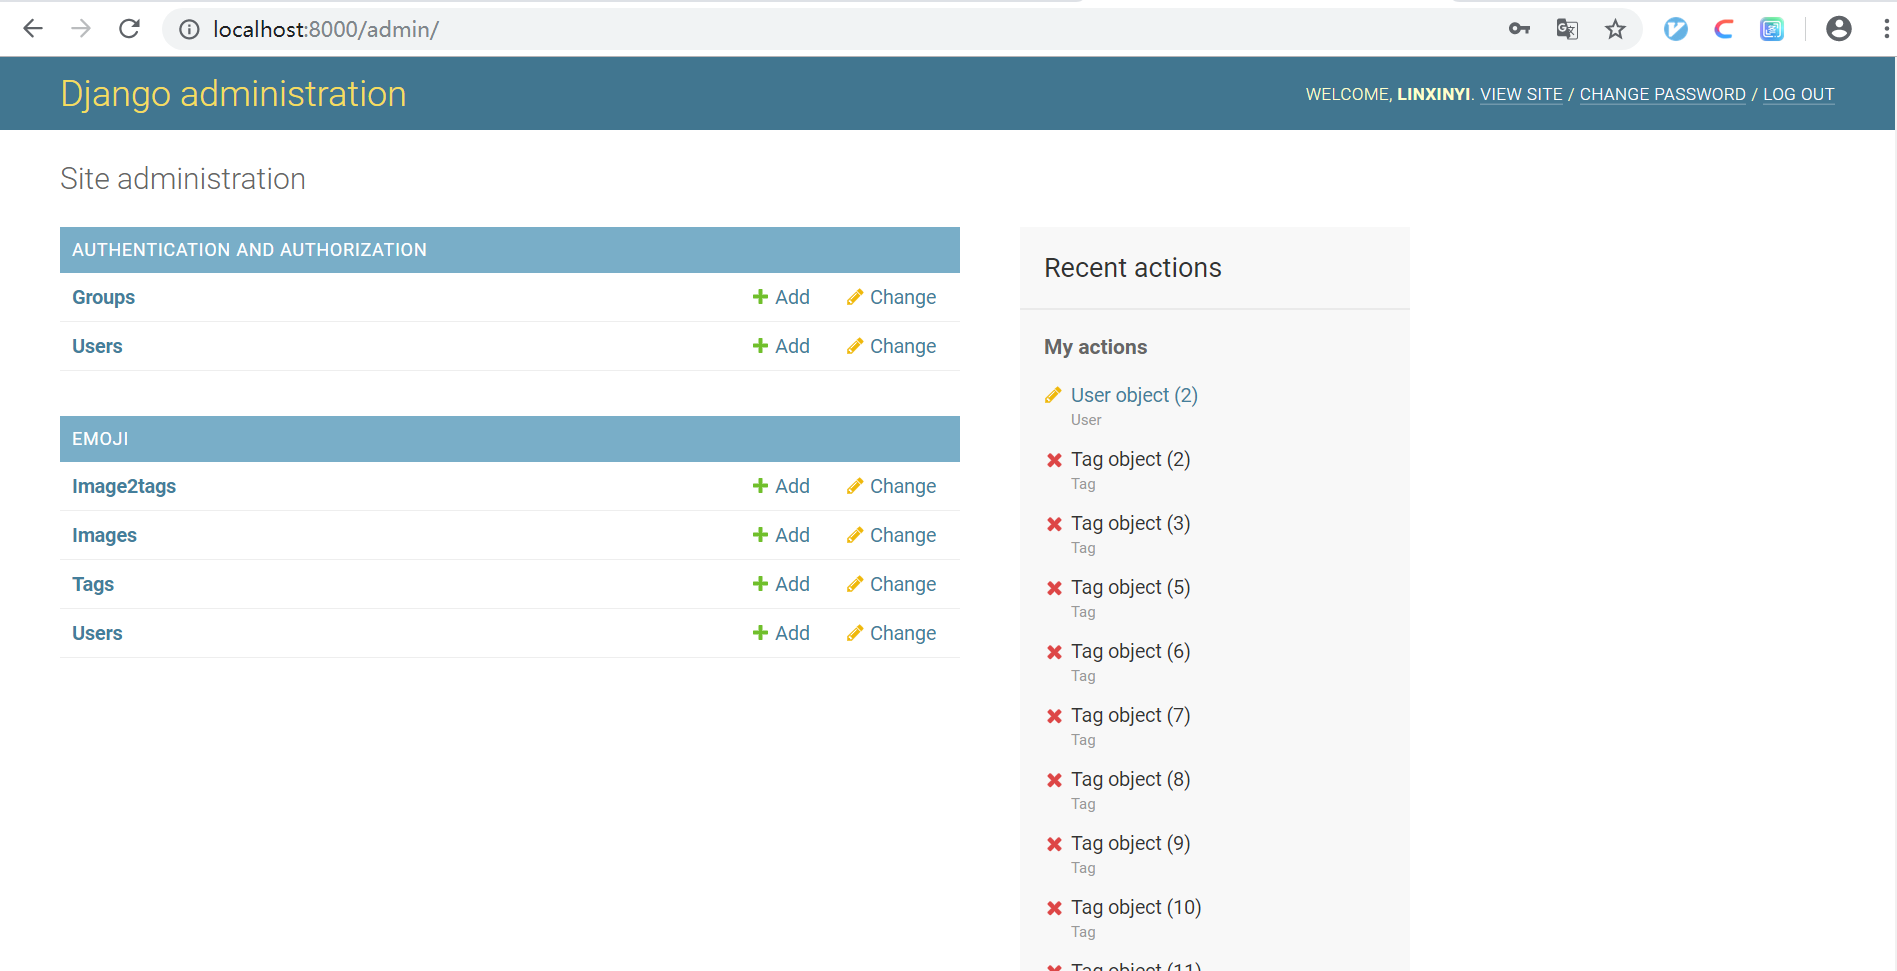 localhost:8000/admin/
Django administration
WELCOME, LINXINYI. VIEW SITE / CHANGE PASSWORD / LOG OUT
Site administration
AUTHENTICATION AND AUTHORIZATION
Groups Add Change
Users Add Change
EMOJI
Image2tags Add Change
Images Add Change
Tags Add Change
Users Add Change
Recent actions
My actions
User object (2)
User
Tag object (2)
Tag
Tag object (3)
Tag
Tag object (5)
Tag
Tag object (6)
Tag
Tag object (7)
Tag
Tag object (8)
Tag
Tag object (9)
Tag
Tag object (10)
Tag
Tag object (11)